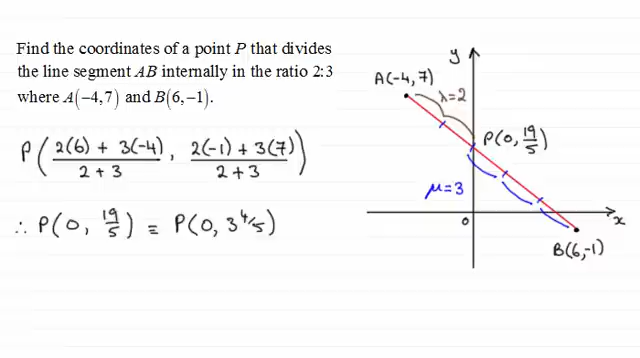 Find the coordinates of a point P that divides
the line segment AB internally in the ratio 2:3
where A(−4,7) and B(6,−1).
P( 2(6) + 3(-4) / 2+3 , 2(-1) + 3(7) / 2+3 )
∴ P(0, 19/5) ≡ P(0, 3 4/5)
y
A(-4,7)
λ=2
P(0, 19/5)
μ=3
0
x
B(6,-1)